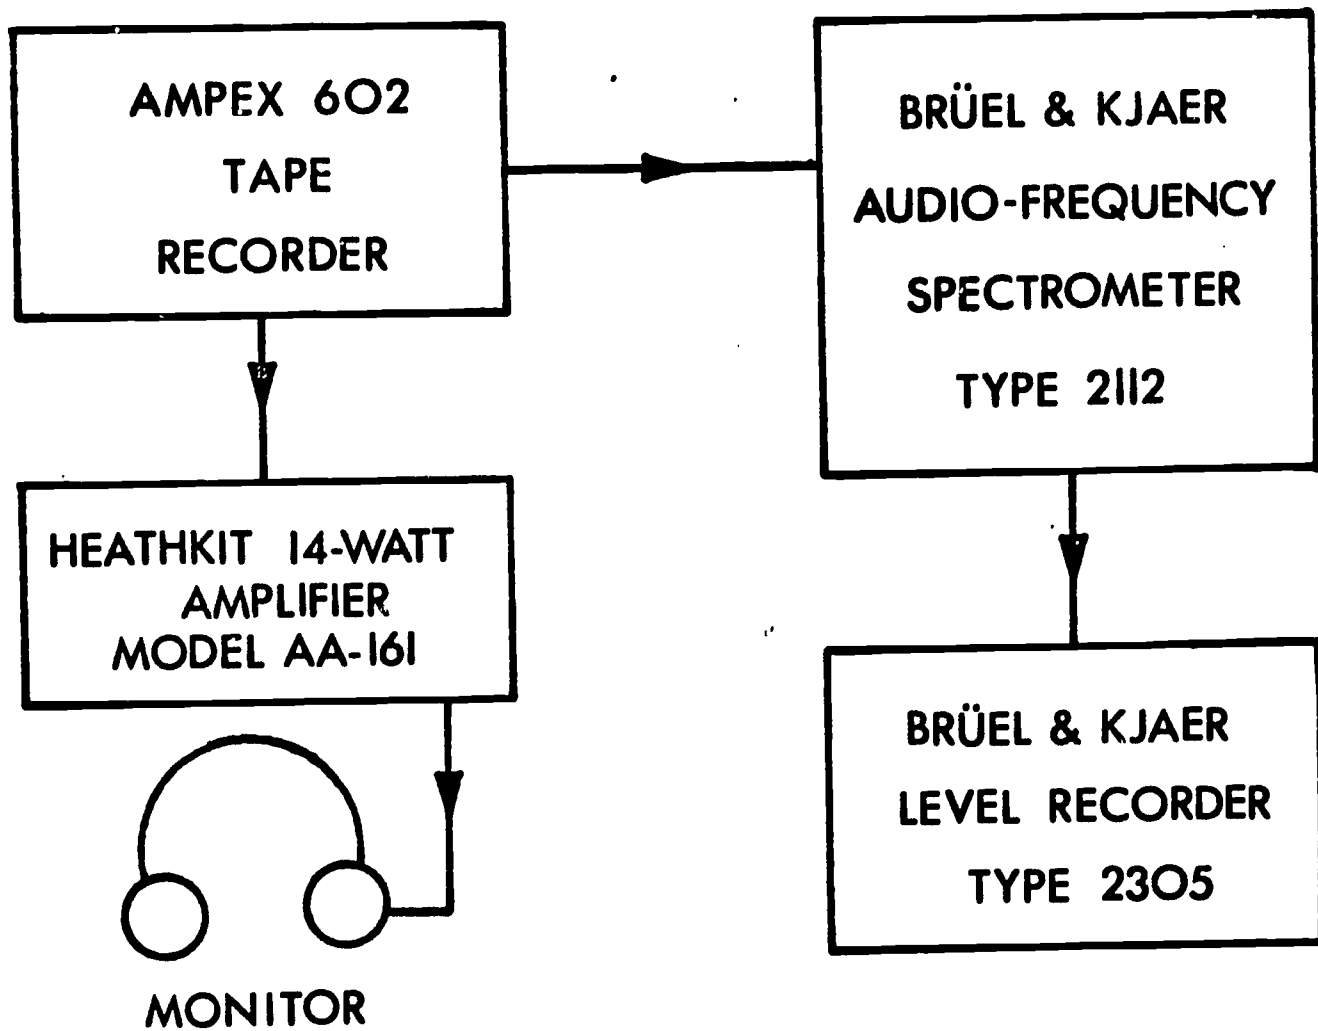 AMPEX 602
TAPE
RECORDER
BRÜEL & KJAER
AUDIO-FREQUENCY
SPECTROMETER
TYPE 2112
HEATHKIT 14-WATT
AMPLIFIER
MODEL AA-161
BRÜEL & KJAER
LEVEL RECORDER
TYPE 2305
MONITOR